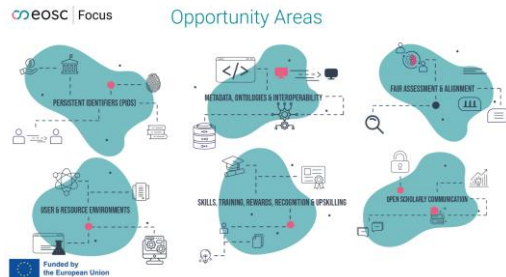 eosc Focus
Opportunity Areas
</>
PERSISTENT IDENTIFIERS (PIDS)
METADATA, ONTOLOGIES & INTEROPERABILITY
FAIR ASSESSMENT & ALIGNMENT
USER & RESOURCE ENVIRONMENTS
SKILLS, TRAINING, REWARDS, RECOGNITION & UPSKILLING
OPEN SCHOLARLY COMMUNICATION
Funded by
the European Union